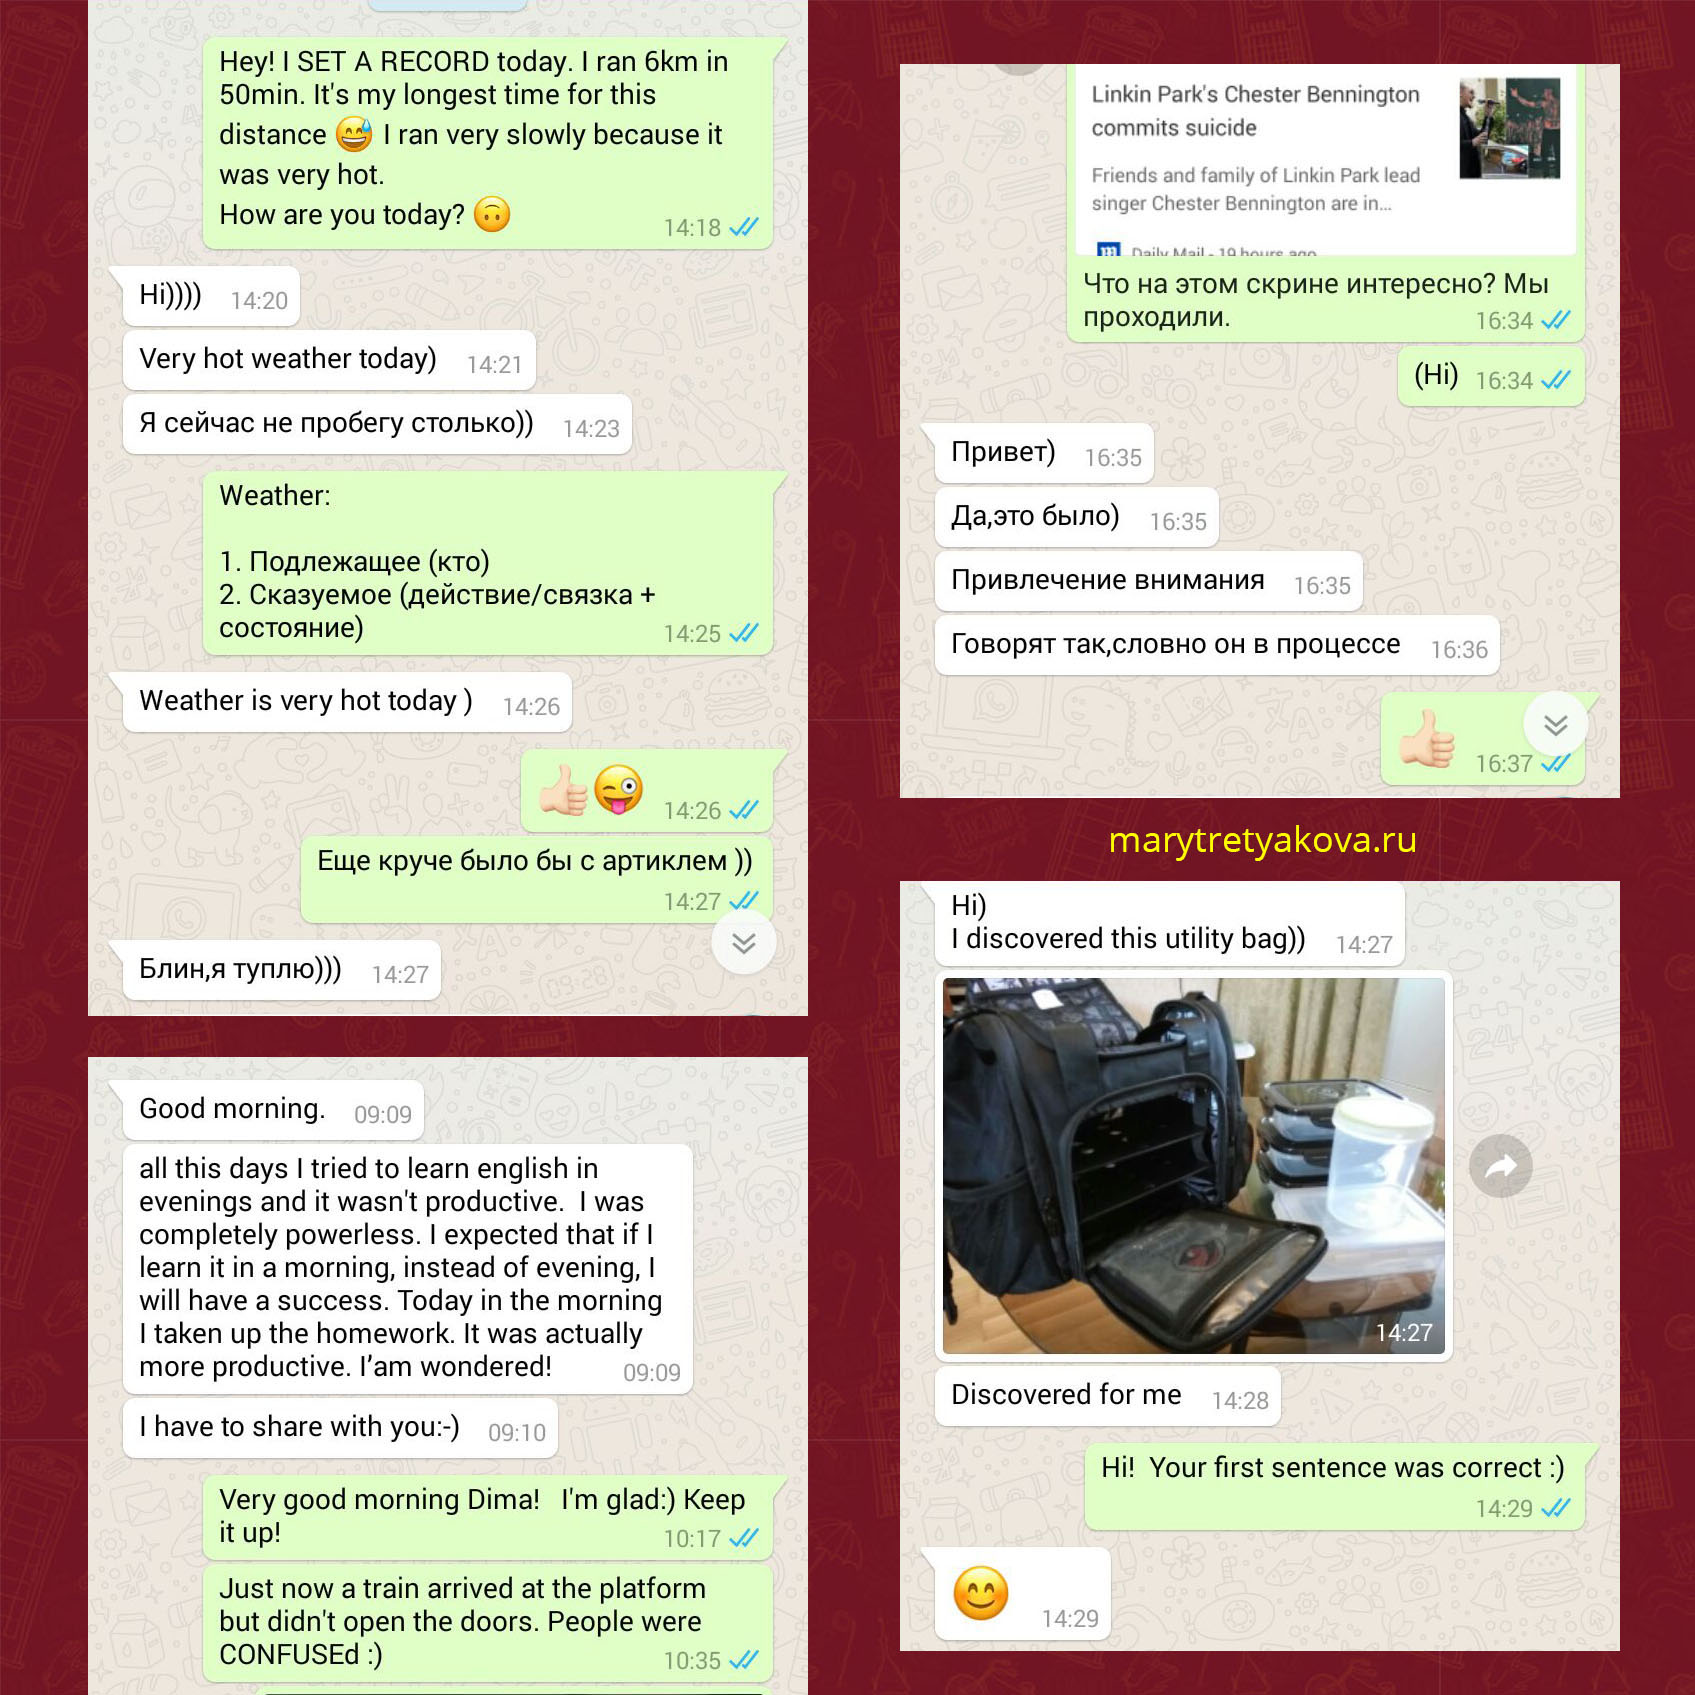 Hey! I SET A RECORD today. I ran 6km in
50min. It's my longest time for this
distance 😅 I ran very slowly because it
was very hot.
How are you today? 🙃
14:18
Hi)))) 14:20
Very hot weather today) 14:21
Я сейчас не пробегу столько)) 14:23
Weather:
1. Подлежащее (кто)
2. Сказуемое (действие/связка +
состояние) 14:25
Weather is very hot today ) 14:26
👍🏻😜 14:26
Еще круче было бы с артиклем ))
14:27
Блин,я туплю))) 14:27
Good morning. 09:09
all this days I tried to learn english in
evenings and it wasn't productive.  I was
completely powerless. I expected that if I
learn it in a morning, instead of evening, I
will have a success. Today in the morning
I taken up the homework. It was actually
more productive. I’am wondered! 09:09
I have to share with you:-) 09:10
Very good morning Dima!   I'm glad:) Keep
it up! 10:17
Just now a train arrived at the platform
but didn't open the doors. People were
CONFUSEd :) 10:35
Linkin Park's Chester Bennington
commits suicide
Friends and family of Linkin Park lead
singer Chester Bennington are in...
Daily Mail - 19 hours ago
Что на этом скрине интересно? Мы
проходили. 16:34
(Hi) 16:34
Привет) 16:35
Да,это было) 16:35
Привлечение внимания 16:35
Говорят так,словно он в процессе 16:36
👍🏻 16:37
marytretyakova.ru
Hi)
I discovered this utility bag)) 14:27
14:27
Discovered for me 14:28
Hi!  Your first sentence was correct :)
14:29
😊 14:29